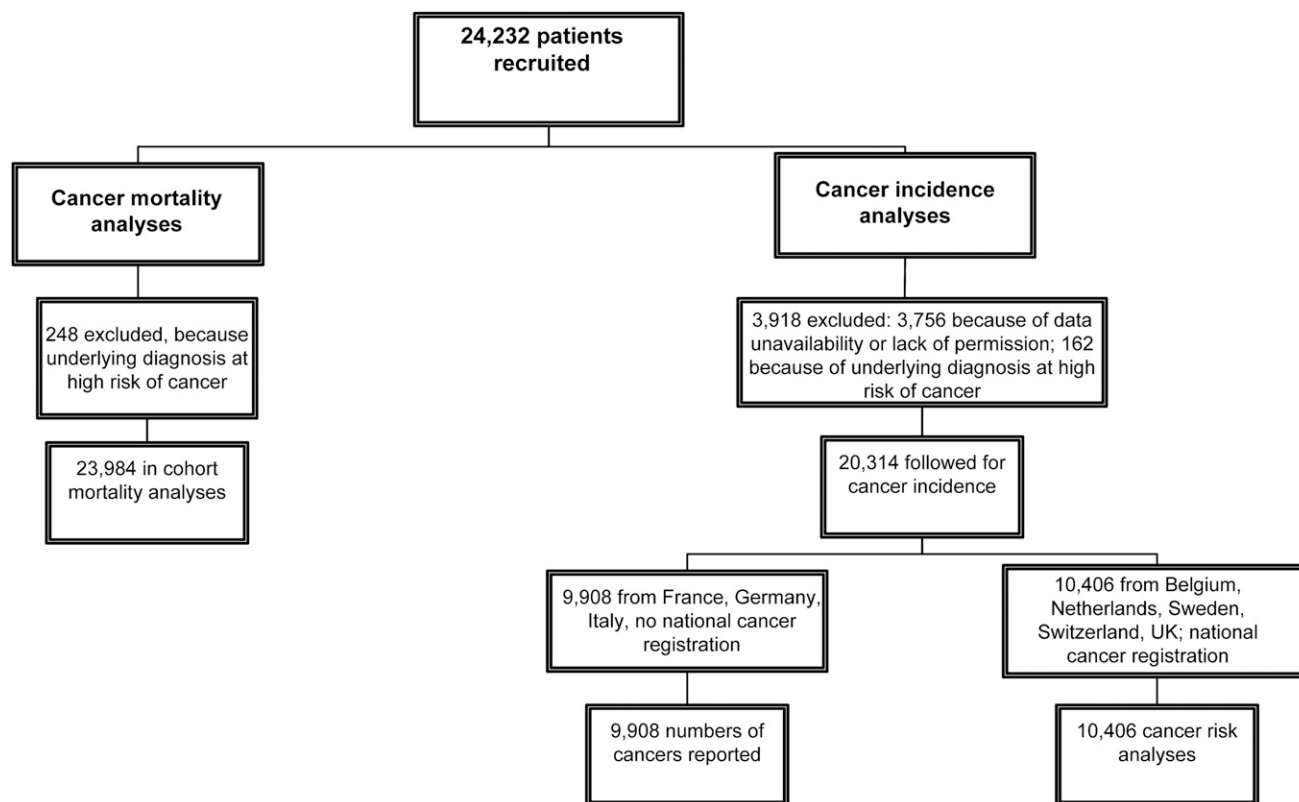 24,232 patients
recruited
Cancer mortality
analyses
Cancer incidence
analyses
248 excluded, because
underlying diagnosis at
high risk of cancer
3,918 excluded: 3,756 because of data
unavailability or lack of permission; 162
because of underlying diagnosis at high
risk of cancer
23,984 in cohort
mortality analyses
20,314 followed for
cancer incidence
9,908 from France, Germany,
Italy, no national cancer
registration
10,406 from Belgium,
Netherlands, Sweden,
Switzerland, UK; national
cancer registration
9,908 numbers of
cancers reported
10,406 cancer risk
analyses